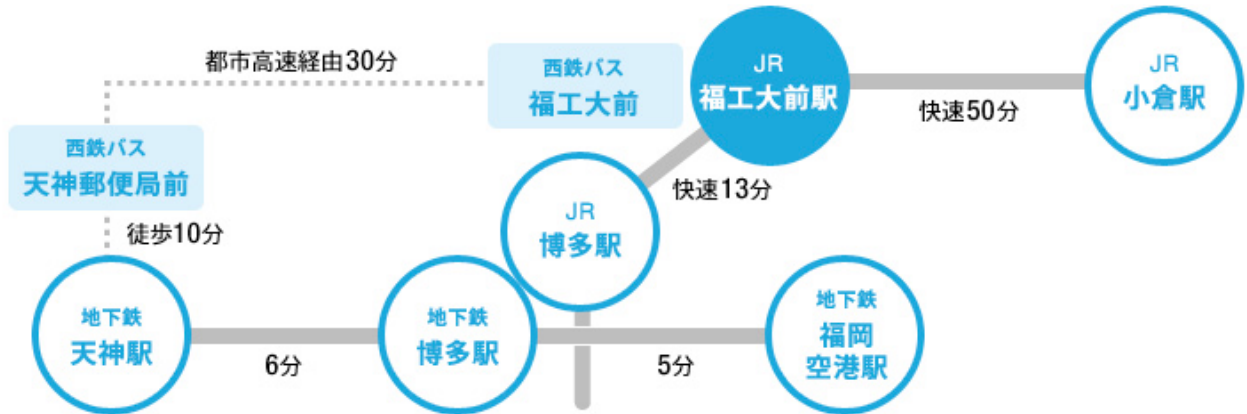 都市高速経由30分
西鉄バス
福工大前
JR
福工大前駅
快速50分
JR
小倉駅
西鉄バス
天神郵便局前
快速13分
徒歩10分
JR
博多駅
地下鉄
天神駅
6分
地下鉄
博多駅
5分
地下鉄
福岡
空港駅